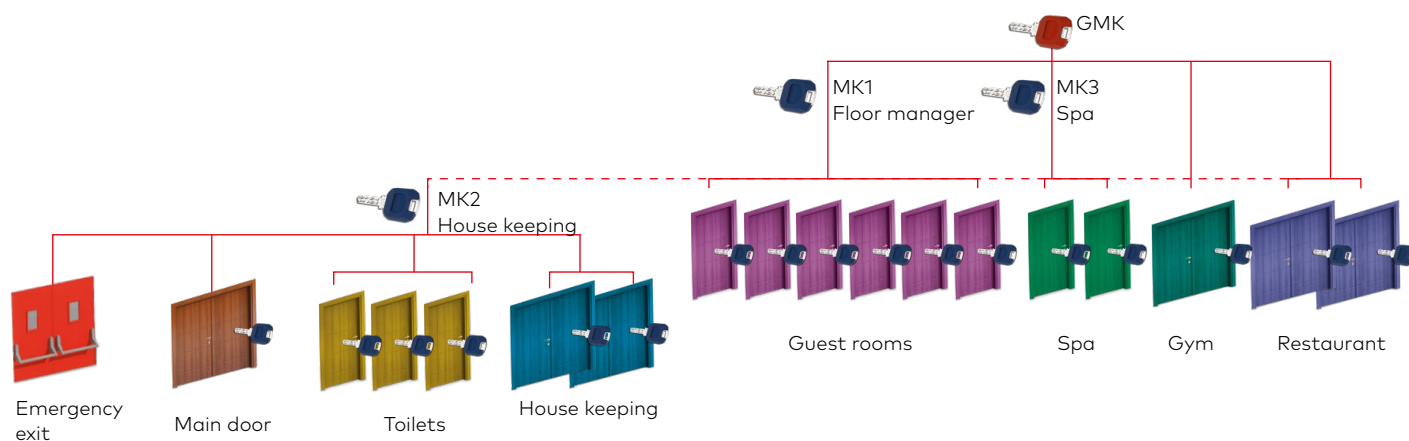 GMK
MK1
Floor manager
MK3
Spa
MK2
House keeping
Guest rooms
Spa
Gym
Restaurant
Emergency
exit
Main door
Toilets
House keeping